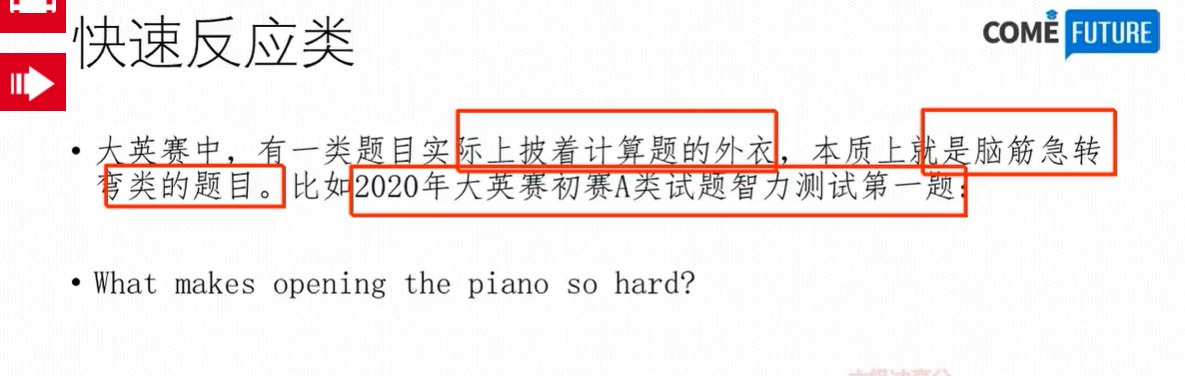 快速反应类
COME FUTURE
• 大英赛中，有一类题目实际上披着计算题的外衣，本质上就是脑筋急转
弯类的题目。比如2020年大英赛初赛A类试题智力测试第一题:
• What makes opening the piano so hard?